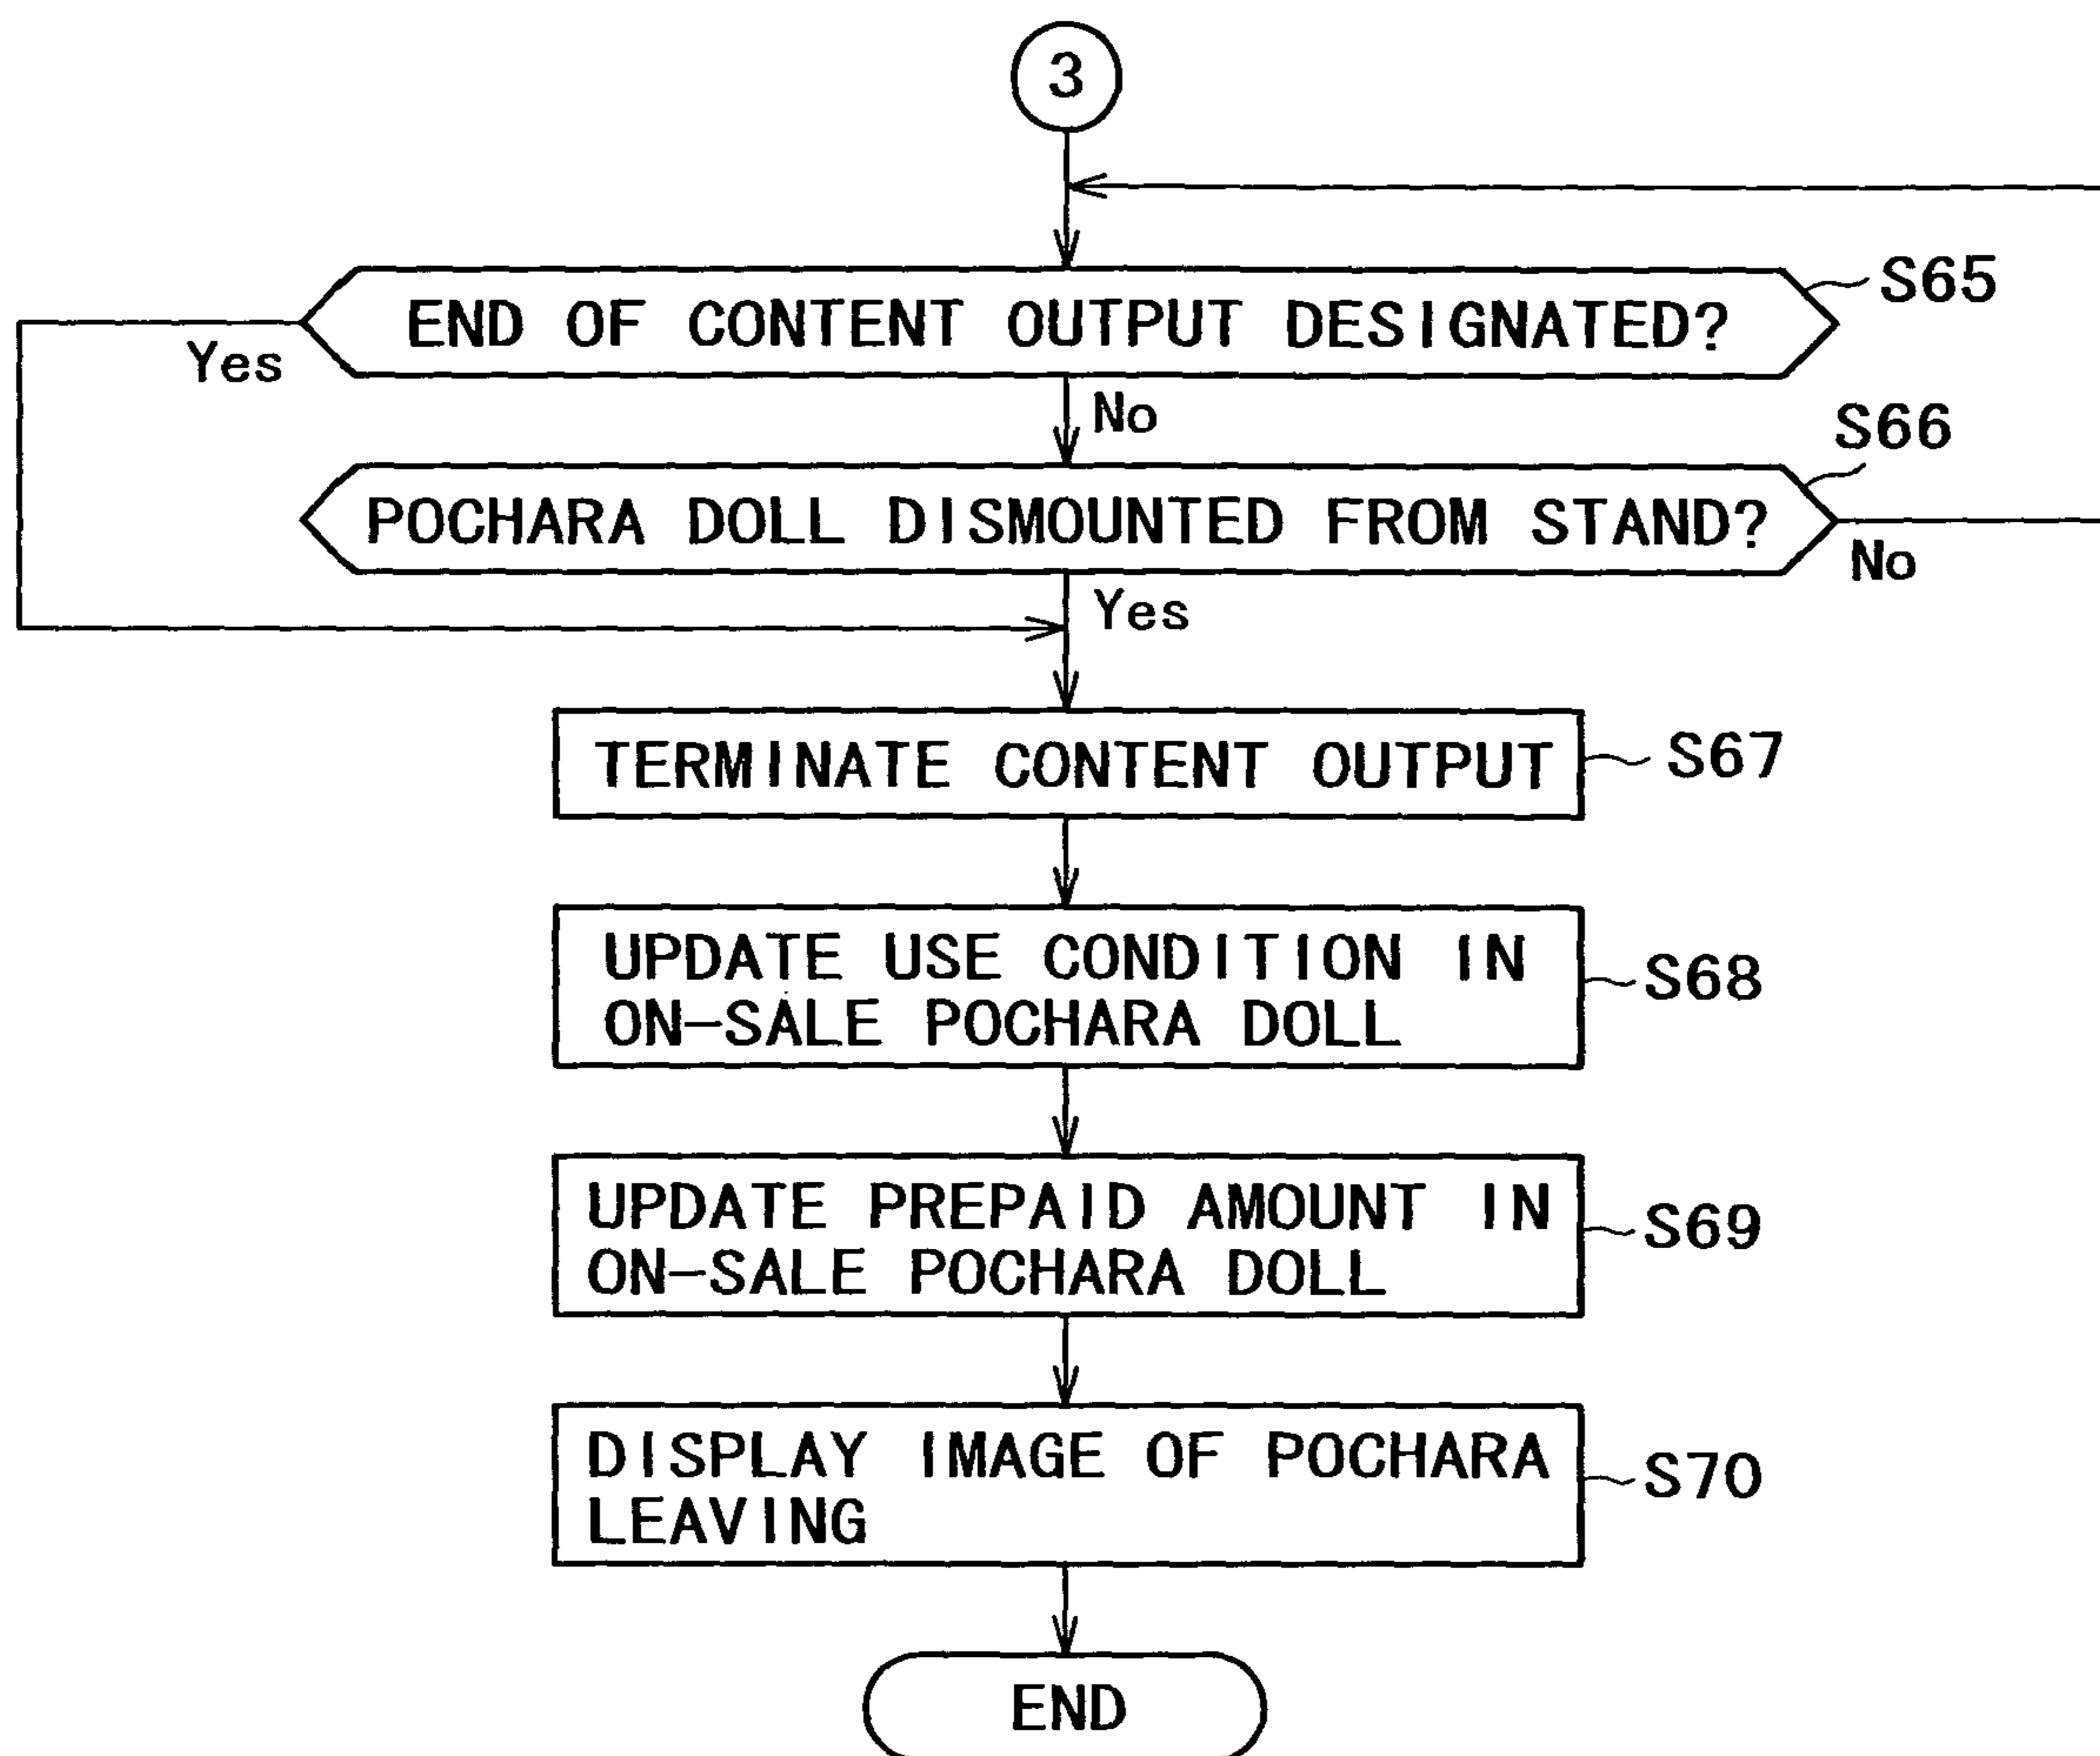 3
END OF CONTENT OUTPUT DESIGNATED?
S65
Yes
No
S66
POCHARA DOLL DISMOUNTED FROM STAND?
No
Yes
TERMINATE CONTENT OUTPUT
S67
UPDATE USE CONDITION IN
ON-SALE POCHARA DOLL
S68
UPDATE PREPAID AMOUNT IN
ON-SALE POCHARA DOLL
S69
DISPLAY IMAGE OF POCHARA
LEAVING
S70
END